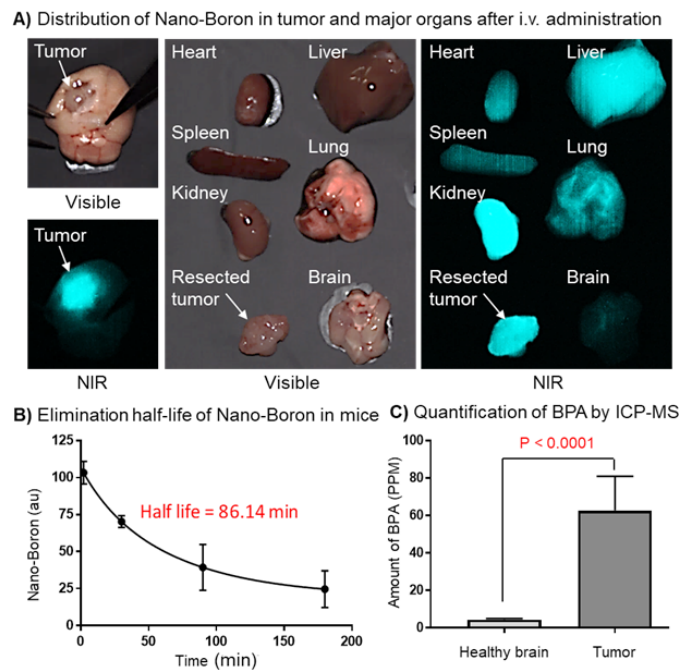 A) Distribution of Nano-Boron in tumor and major organs after i.v. administration
Tumor
Visible
Tumor
NIR
Heart
Liver
Spleen
Lung
Kidney
Resected
tumor
Brain
Visible
Heart
Liver
Spleen
Lung
Kidney
Resected
tumor
Brain
NIR
B) Elimination half-life of Nano-Boron in mice
Nano-Boron (au)
125
100
75
50
25
0
Half life = 86.14 min
0 50 100 150 200
Time (min)
C) Quantification of BPA by ICP-MS
P < 0.0001
Amount of BPA (PPM)
100
80
60
40
20
0
Healthy brain
Tumor